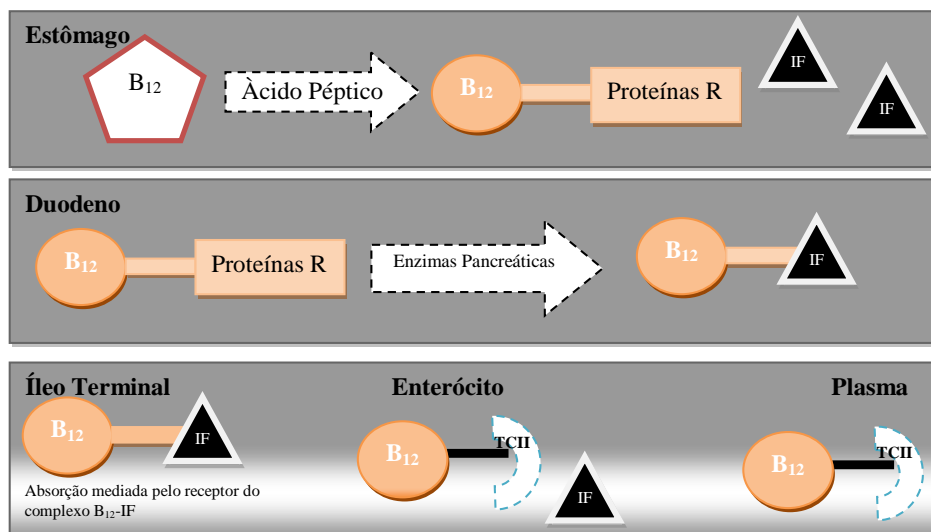 Estômago
B₁₂
Àcido Péptico
B₁₂
Proteínas R
IF
IF
Duodeno
B₁₂
Proteínas R
Enzimas Pancreáticas
B₁₂
IF
Íleo Terminal
Enterócito
Plasma
B₁₂
IF
B₁₂
TCII
IF
B₁₂
TCII
Absorção mediada pelo receptor do
complexo B₁₂-IF